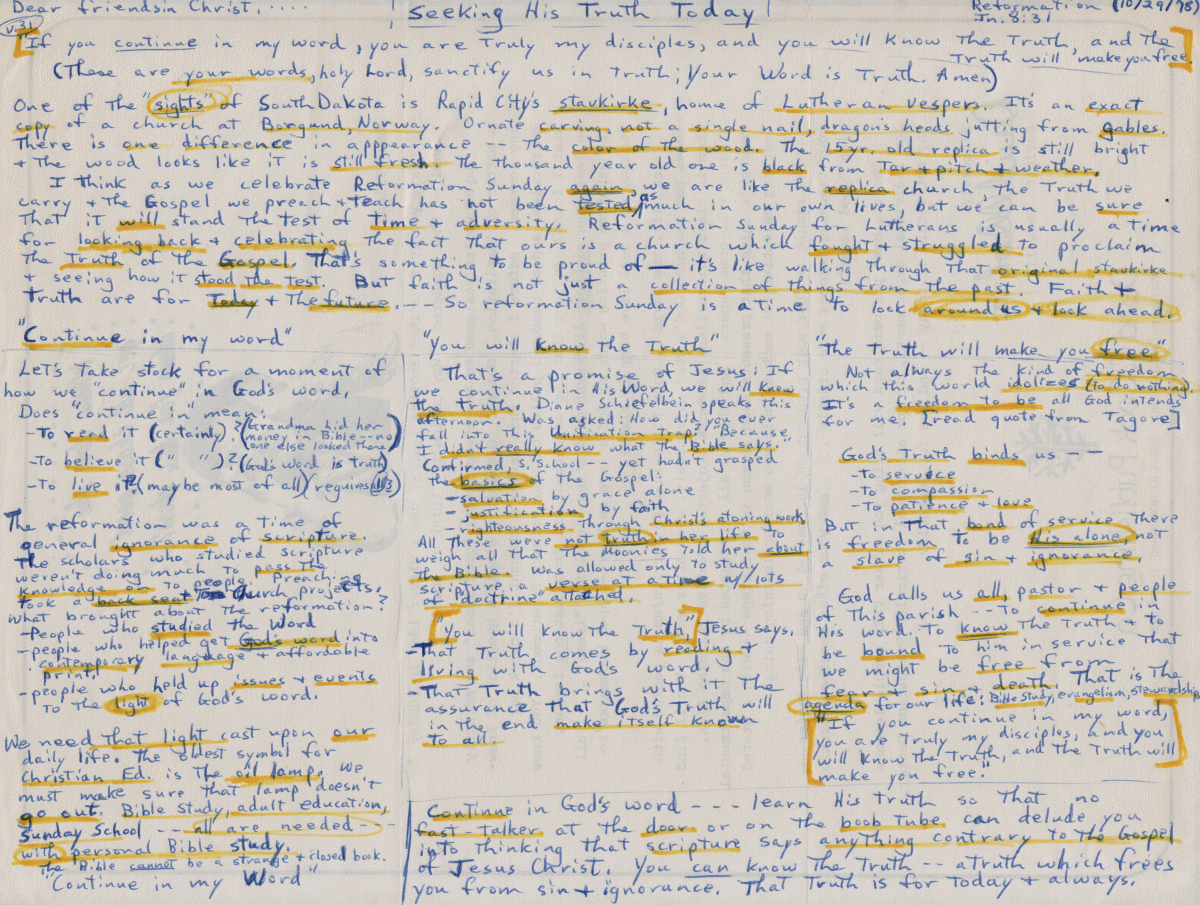 Dear friends in Christ, ....
Seeking His Truth Today
Reformation (10/29/78)
Jn. 8:31
v.31
"If you continue in my word, you are truly my disciples, and you will know the Truth, and the
Truth will make you free.
(These are your words, holy Lord, sanctify us in truth; Your Word is Truth. Amen)
One of the "sights" of South Dakota is Rapid City's stavkirke, home of Lutheran Vespers. It's an exact
copy of a church at Borgund, Norway. Ornate carving, not a single nail, dragon's heads jutting from gables.
There is one difference in apppearance -- the color of the wood. The 15 yr. old replica is still bright
+ the wood looks like it is still fresh. The thousand year old one is black from Tar + pitch + weather.
I think as we celebrate Reformation Sunday again, we are like the replica church the Truth we
carry + the Gospel we preach + teach has not been tested as much in our own lives, but we can be sure
that it will stand the test of time + adversity. Reformation Sunday for Lutherans is usually a time
for looking back + celebrating the fact that ours is a church which fought + struggled to proclaim
the Truth of the Gospel. That's something to be proud of — it's like walking through that original stavkirke
+ seeing how it stood the test. But faith is not just a collection of things from the past. Faith +
truth are for Today + the future. --- So reformation Sunday is a time to look around us + look ahead.
"Continue in my word"
Let's take stock for a moment of
how we "continue" in God's word.
Does "continue in" mean:
-To read it (certainly)? (Grandma hid her
money in Bible -- no
one else looked there)
-To believe it (" ")? (God's word is truth)
-To live it? (maybe most of all) (requires
The reformation was a time of
general ignorance of scripture.
The scholars who studied scripture
weren't doing much to pass the
knowledge on to people. Preaching
took a back seat to church projects.
What brought about the reformation?
-People who studied the Word
-people who helped get God's word into
contemporary language + affordable
print.
-people who held up issues + events
to the light of God's word.
We need that light cast upon our
daily life. The oldest symbol for
Christian Ed. is the oil lamp. We
must make sure that lamp doesn't
go out. Bible Study, adult education,
Sunday School -- all are needed --
with personal Bible study.
the Bible cannot be a strange + closed book.
"Continue in my Word"
"You will know the Truth"
That's a promise of Jesus: If
we continue in His Word, we will know
the truth. Diane Schiefelbein speaks this
afternoon. Was asked: How did you ever
fall into this Unification Trap? "Because
I didn't really know what the Bible says."
Confirmed, S. School -- yet hadn't grasped
the basics of the Gospel:
-salvation by grace alone
-justification by faith
-righteousness through Christ's atoning work
All these were not truth in her life to
weigh all that the Moonies told her about
the Bible. Was allowed only to study
scripture a verse at a time w/lots
of "doctrine" attached.
"You will know the Truth," Jesus says.
-That Truth comes by reading +
living with God's word.
-That Truth brings with it the
assurance that God's Truth will
in the end make itself known
to all.
"The Truth will make you free"
Not always the kind of freedom
which this world idolizes (to do nothing).
It's a freedom to be all God intends
for me. [read quote from Tagore]
God's Truth binds us --
-To service
-To compassion
-To patience + love
But in that bond of service There
is freedom to be His alone, not
a slave of sin + ignorance.
God calls us all, pastor + people
of this parish -- to continue in
His word. To know the Truth + to
be bound to him in service that
we might be free from
fear + sin + death. That is the
agenda for our life: Bible Study, evangelism, stewardship
"If you continue in my word,
you are truly my disciples, and you
will know the Truth, and the Truth will
make you free."
Continue in God's word --- learn His truth so that no
fast-talker at the door or on the boob tube can delude you
into thinking that scripture says anything contrary to the Gospel
of Jesus Christ. You can know the Truth -- a truth which frees
you from sin + ignorance. That Truth is for Today + always.